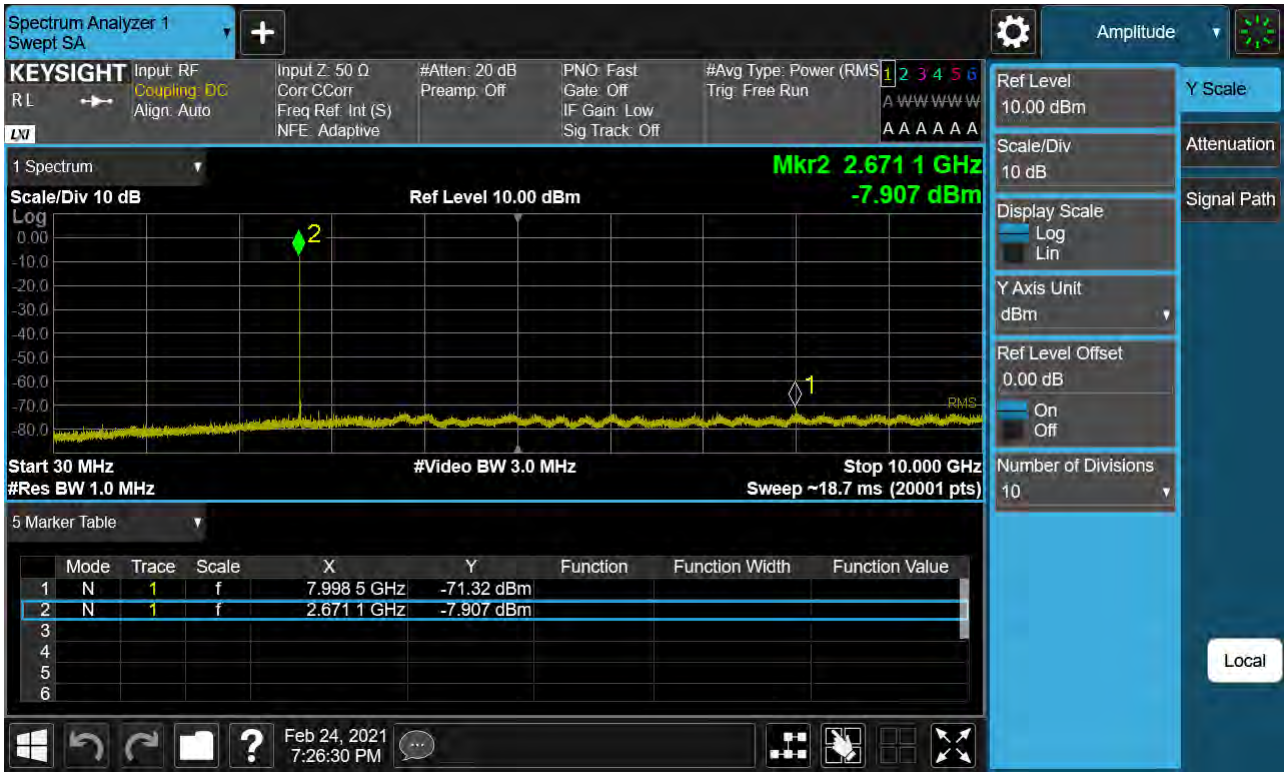 Spectrum Analyzer 1
Swept SA
+
Amplitude
KEYSIGHT
RL
LXI
Input: RF
Coupling: DC
Align: Auto
Input Z: 50 Ω
Corr CCorr
Freq Ref: Int (S)
NFE: Adaptive
#Atten: 20 dB
Preamp: Off
PNO: Fast
Gate: Off
IF Gain: Low
Sig Track: Off
#Avg Type: Power (RMS
Trig: Free Run
1 2 3 4 5 6
A W W W W W
A A A A A A
1 Spectrum
Mkr2 2.671 1 GHz
-7.907 dBm
Scale/Div 10 dB
Ref Level 10.00 dBm
Log
0.00
-10.0
-20.0
-30.0
-40.0
-50.0
-60.0
-70.0
-80.0
2
1
RMS
Start 30 MHz
#Video BW 3.0 MHz
Stop 10.000 GHz
#Res BW 1.0 MHz
Sweep ~18.7 ms (20001 pts)
5 Marker Table
Mode Trace Scale X Y Function Function Width Function Value
1 N 1 f 7.998 5 GHz -71.32 dBm
2 N 1 f 2.671 1 GHz -7.907 dBm
3
4
5
6
Ref Level
10.00 dBm
Scale/Div
10 dB
Display Scale
Log
Lin
Y Axis Unit
dBm
Ref Level Offset
0.00 dB
On
Off
Number of Divisions
10
Y Scale
Attenuation
Signal Path
Local
?
Feb 24, 2021
7:26:30 PM